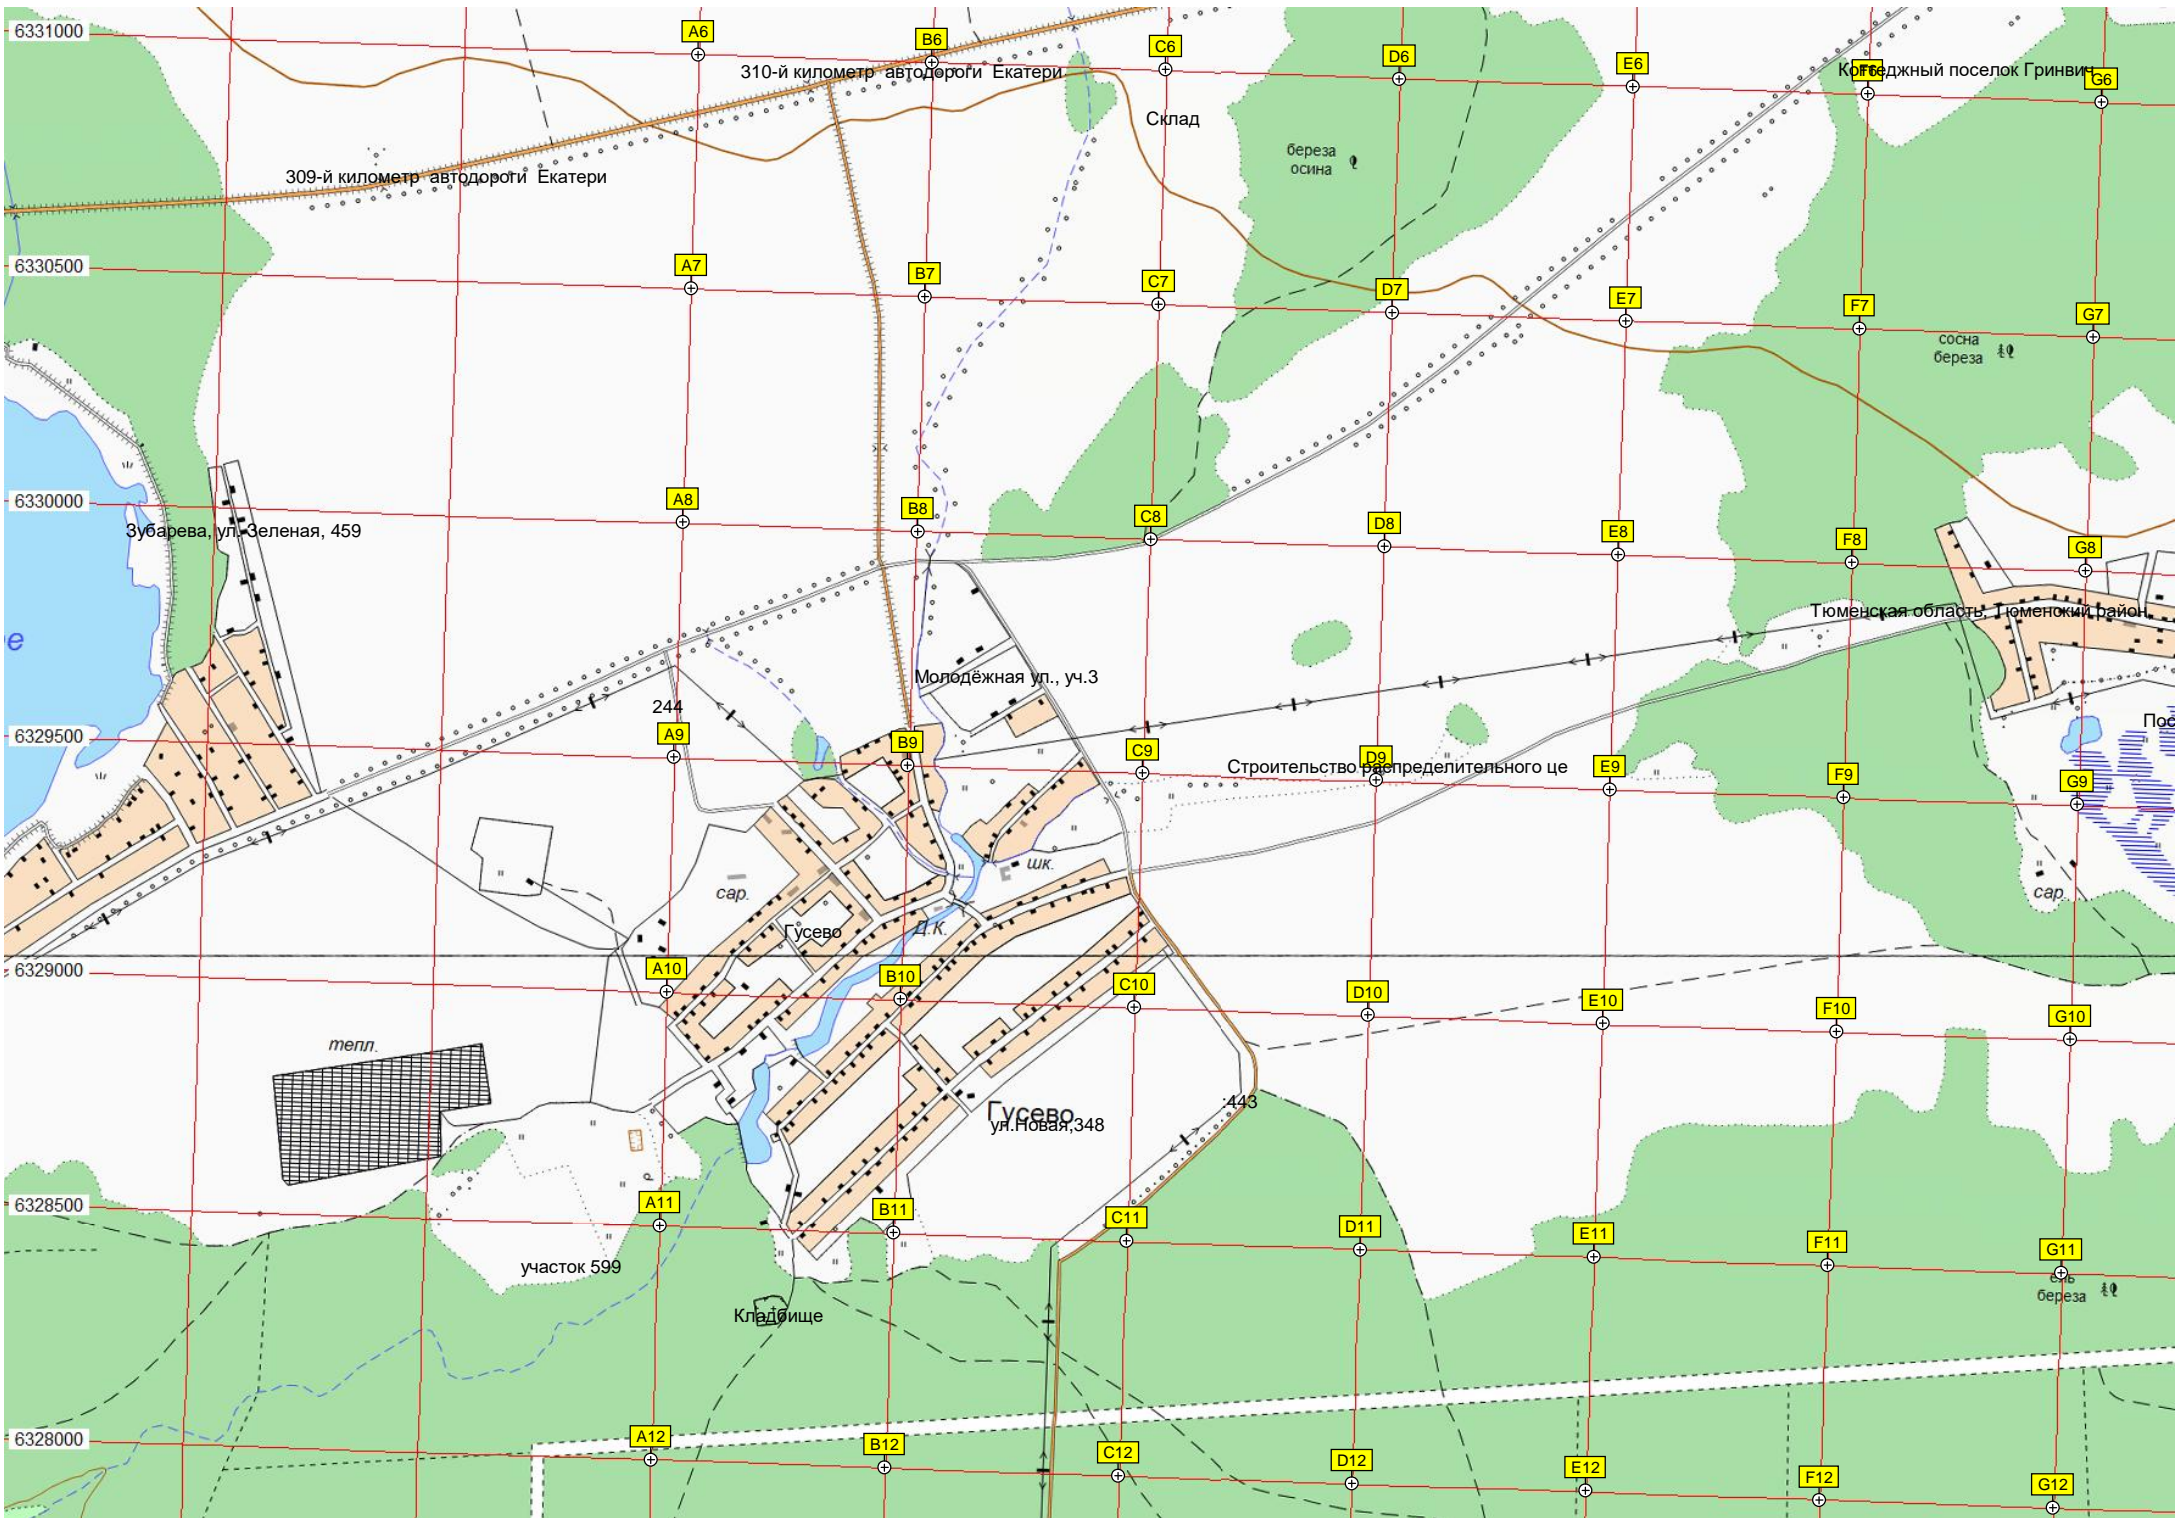 6331000
A6
B6
C6
D6
E6
F6
G6
310-й километр автодороги Екатери
Коттеджный поселок Гринвич
Склад
береза
осина
309-й километр автодороги Екатери
6330500
A7
B7
C7
D7
E7
F7
G7
сосна
береза
6330000
A8
B8
C8
D8
E8
F8
G8
Зубарева, ул. Зеленая, 459
Тюменская область, Тюменский район,
е
Молодёжная ул., уч.3
244
2
Пос
6329500
A9
B9
C9
D9
E9
F9
G9
Строительство распределительного це
шк.
сар.
сар.
Гусево
Д.К.
6329000
A10
B10
C10
D10
E10
F10
G10
тепл.
:443
Гусево
ул.Новая,348
6328500
A11
B11
C11
D11
E11
F11
G11
участок 599
ель
береза
Кладбище
6328000
A12
B12
C12
D12
E12
F12
G12